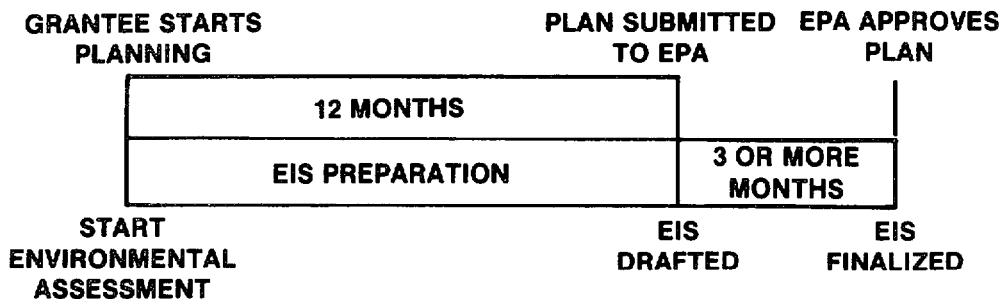 GRANTEE STARTS
PLANNING
PLAN SUBMITTED
TO EPA
EPA APPROVES
PLAN
12 MONTHS
EIS PREPARATION
3 OR MORE
MONTHS
START
ENVIRONMENTAL
ASSESSMENT
EIS
DRAFTED
EIS
FINALIZED